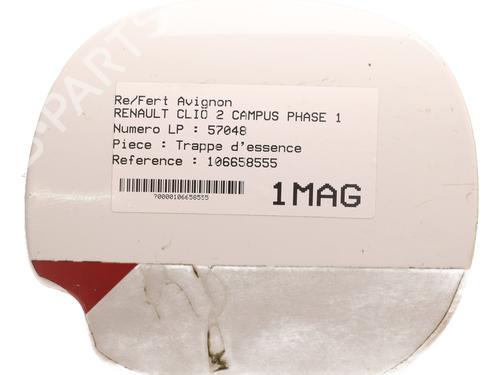 Re/Fert Avignon
RENAULT CLIO 2 CAMPUS PHASE 1
Numero LP : 57048
Piece : Trappe d'essence
Reference : 106658555
70000106658555
1MAG